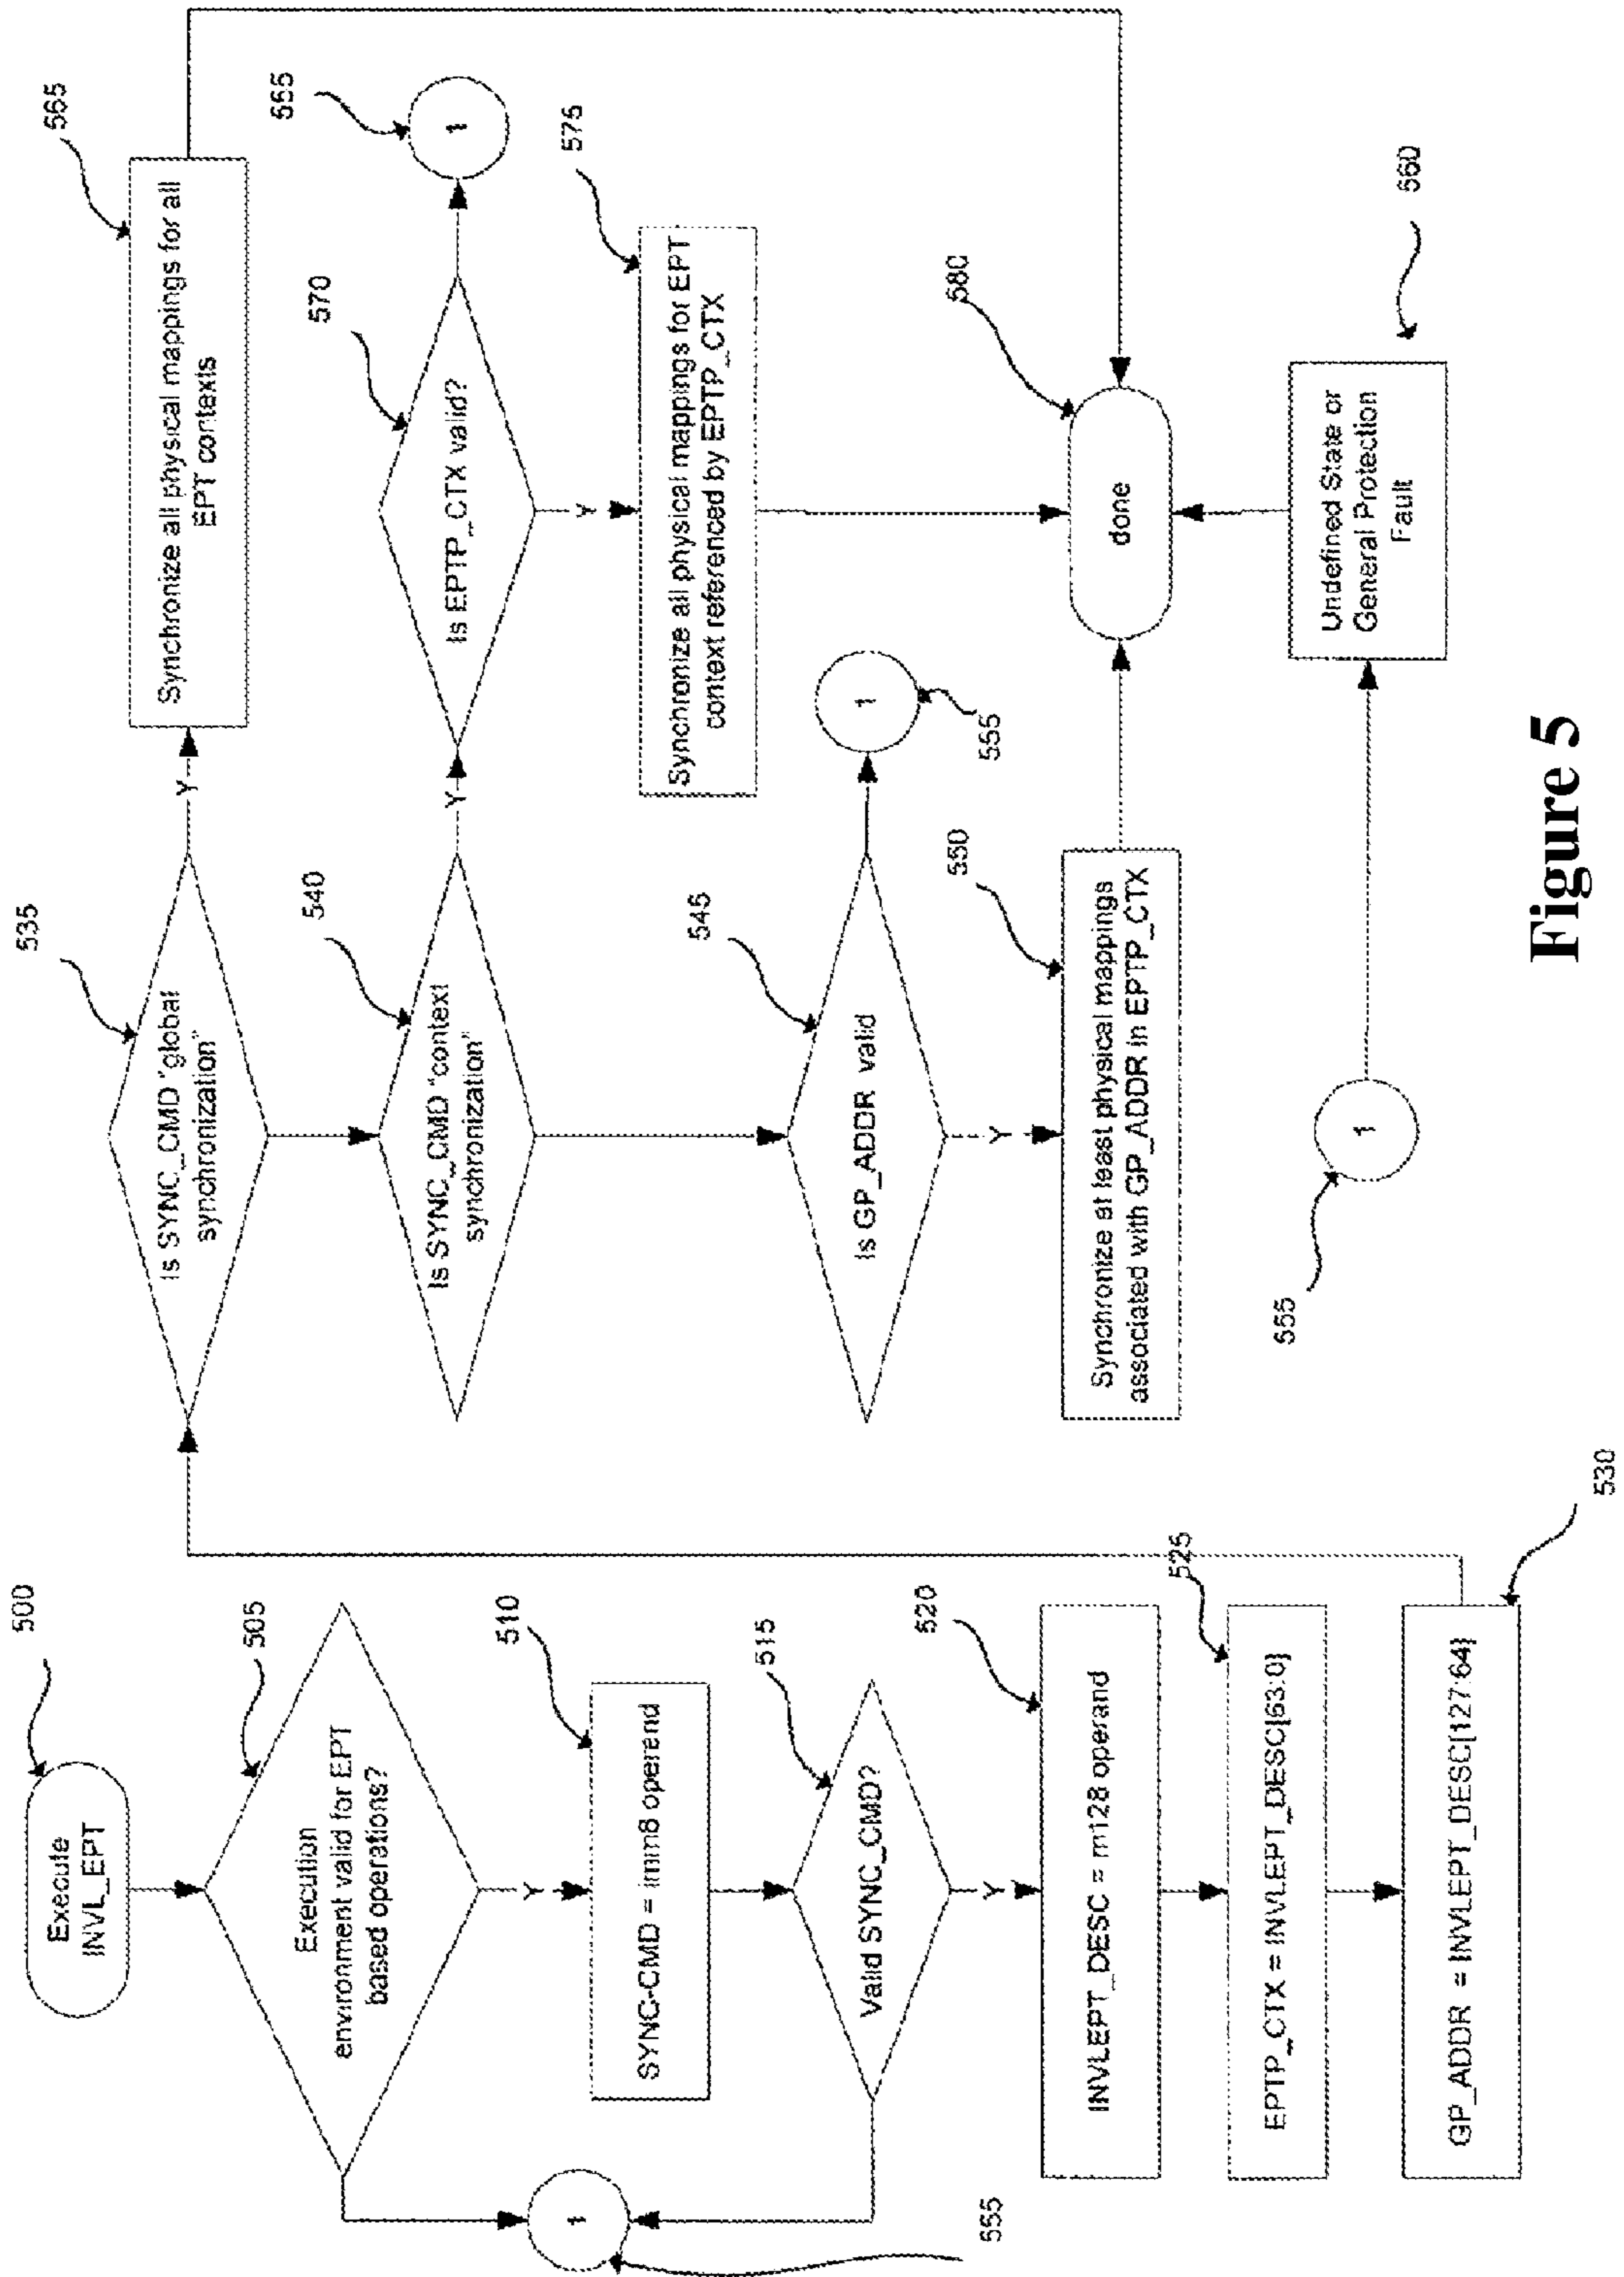 500
Execute
INVL_EPT
505
Execution
environment valid for EPT
based operations?
Y
510
SYNC-CMD = imm8 operand
515
Valid SYNC_CMD?
Y
520
INVLEPT_DESC = m128 operand
525
EPTP_CTX = INVLEPT_DESC[63:0]
530
GP_ADDR = INVLEPT_DESC[127:64]
1
555
535
Is SYNC_CMD "global
synchronization"
Y
565
Synchronize all physical mappings for all
EPT contexts
540
Is SYNC_CMD "context
synchronization"
Y
570
Is EPTP_CTX valid?
1
555
Y
575
Synchronize all physical mappings for EPT
context referenced by EPTP_CTX
545
Is GP_ADDR valid
1
555
Y
550
Synchronize at least physical mappings
associated with GP_ADDR in EPTP_CTX
580
done
555
1
Undefined State or
General Protection
Fault
560
Figure 5